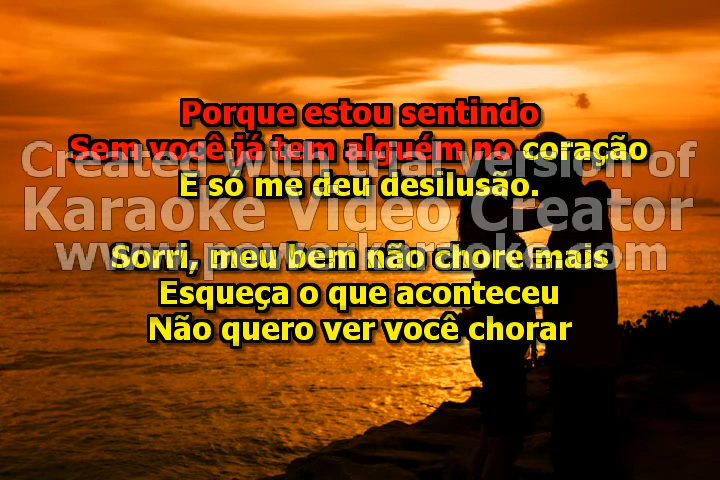 Porque estou sentindo
Sem você já tem alguém no coração
E só me deu desilusão.
Created with trial version of
Karaoke Video Creator
www.powerkaraoke.com
Sorri, meu bem não chore mais
Esqueça o que aconteceu
Não quero ver você chorar